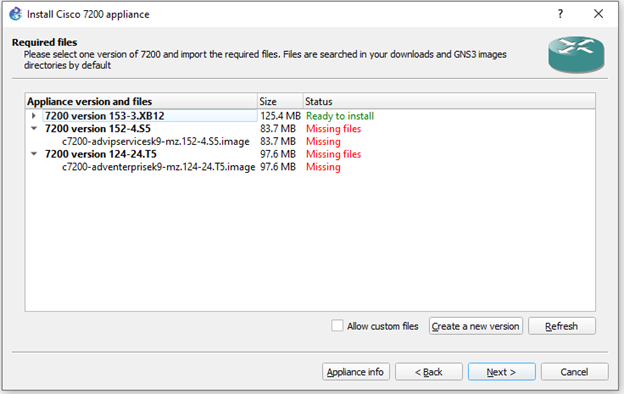 Install Cisco 7200 appliance
Required files
Please select one version of 7200 and import the required files. Files are searched in your downloads and GNS3 images
directories by default
Appliance version and files Size Status
7200 version 153-3.XB12 125.4 MB Ready to install
7200 version 152-4.S5 83.7 MB Missing files
c7200-advipservicesk9-mz.152-4.S5.image 83.7 MB Missing
7200 version 124-24.T5 97.6 MB Missing files
c7200-adventerprisek9-mz.124-24.T5.image 97.6 MB Missing
Allow custom files Create a new version Refresh
Appliance info < Back Next > Cancel